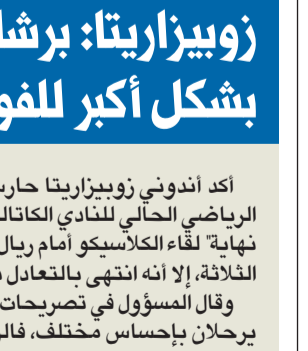 زوبيزاريتا: برشا
بشكل أكبر للفو
أكد أندوني زوبيزاريتا حارس
الرياضي الحالي للنادي الكاتال
نهاية" لقاء الكلاسيكو أمام ريال
الثلاثة، إلا أنه انتهى بالتعادل
وقال المسؤول في تصريحات
يرحلان بإحساس مختلف، فالر